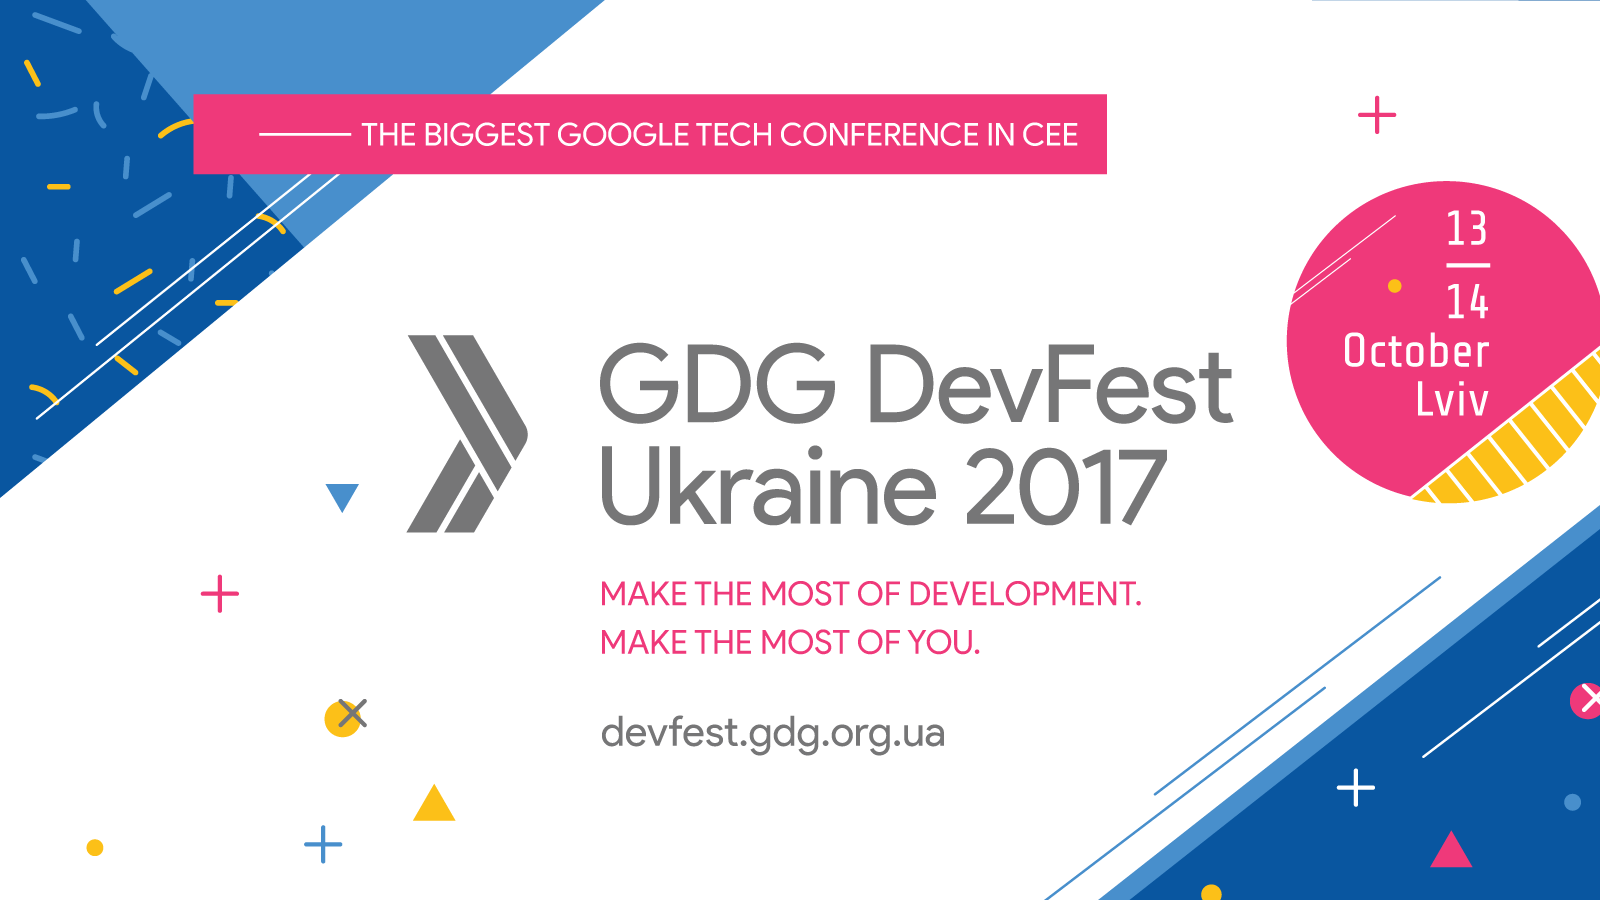 THE BIGGEST GOOGLE TECH CONFERENCE IN CEE
13
14
October
Lviv
GDG DevFest
Ukraine 2017
MAKE THE MOST OF DEVELOPMENT.
MAKE THE MOST OF YOU.
devfest.gdg.org.ua